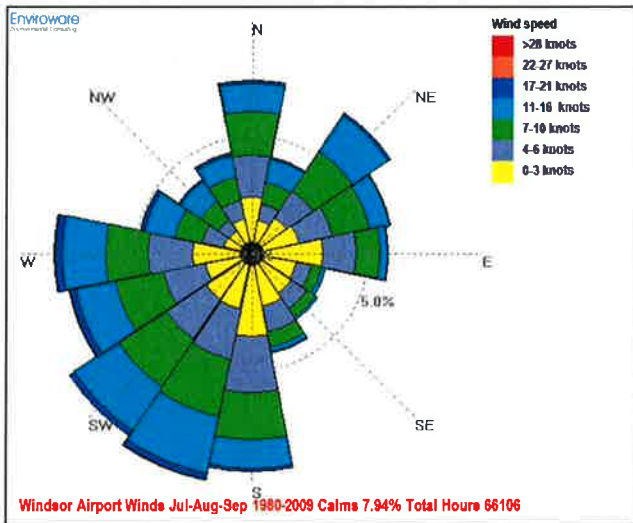 Enviroware
Environmental Computing
Wind speed
>28 knots
22-27 knots
17-21 knots
11-16 knots
7-10 knots
4-6 knots
0-3 knots
N
NW
NE
W
E
5.0%
SW
SE
S
Windsor Airport Winds Jul-Aug-Sep 1980-2009 Calms 7.94% Total Hours 66106